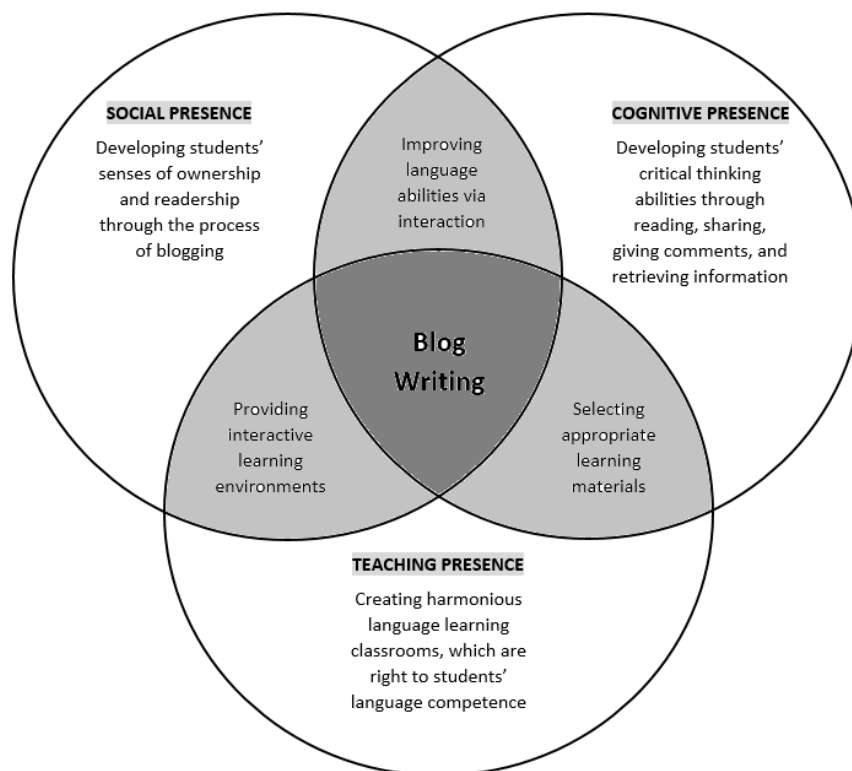 SOCIAL PRESENCE
Developing students’
senses of ownership
and readership
through the process
of blogging
COGNITIVE PRESENCE
Developing students’
critical thinking
abilities through
reading, sharing,
giving comments, and
retrieving information
Improving
language
abilities via
interaction
Blog
Writing
Providing
interactive
learning
environments
Selecting
appropriate
learning
materials
TEACHING PRESENCE
Creating harmonious
language learning
classrooms, which are
right to students’
language competence